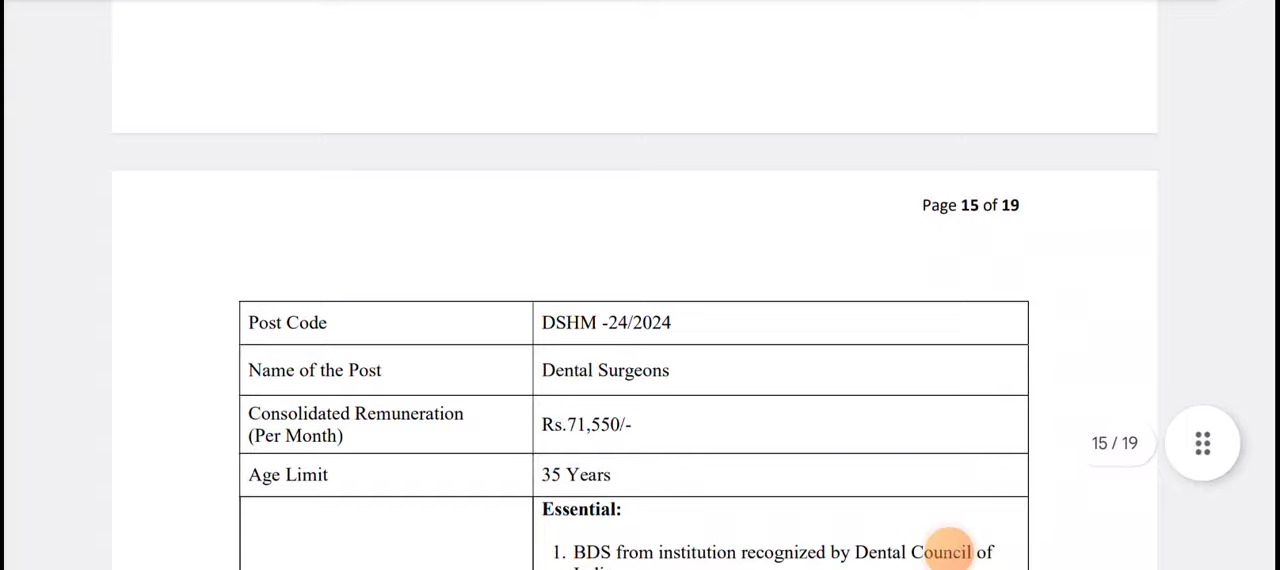 Page 15 of 19
Post Code DSHM -24/2024
Name of the Post Dental Surgeons
Consolidated Remuneration
(Per Month) Rs.71,550/-
Age Limit 35 Years
Essential:
1. BDS from institution recognized by Dental Council of
15 / 19